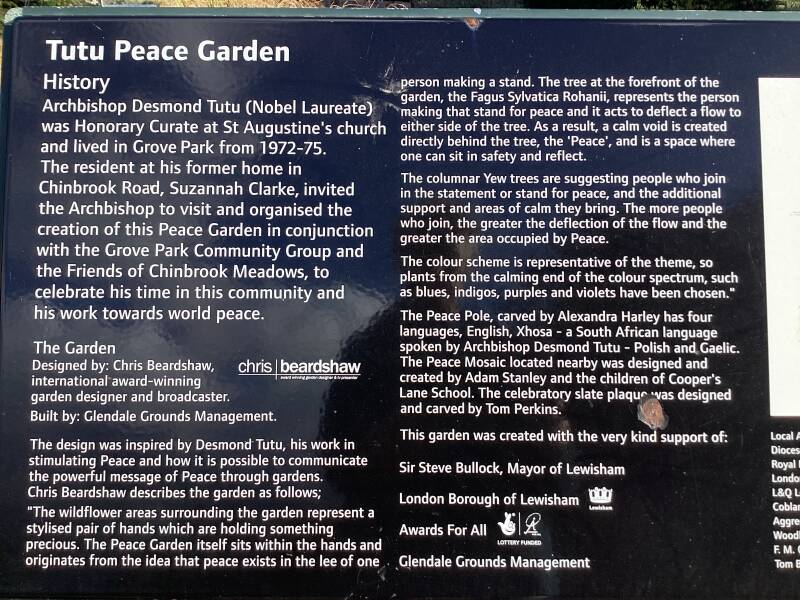 Tutu Peace Garden
History
Archbishop Desmond Tutu (Nobel Laureate)
was Honorary Curate at St Augustine's church
and lived in Grove Park from 1972-75.
The resident at his former home in
Chinbrook Road, Suzannah Clarke, invited
the Archbishop to visit and organised the
creation of this Peace Garden in conjunction
with the Grove Park Community Group and
the Friends of Chinbrook Meadows, to
celebrate his time in this community and
his work towards world peace.
The Garden
Designed by: Chris Beardshaw,
international award-winning
garden designer and broadcaster.
chris beardshaw
award winning garden designer & tv presenter
Built by: Glendale Grounds Management.
The design was inspired by Desmond Tutu, his work in
stimulating Peace and how it is possible to communicate
the powerful message of Peace through gardens.
Chris Beardshaw describes the garden as follows;
"The wildflower areas surrounding the garden represent a
stylised pair of hands which are holding something
precious. The Peace Garden itself sits within the hands and
originates from the idea that peace exists in the lee of one
person making a stand. The tree at the forefront of the
garden, the Fagus Sylvatica Rohanii, represents the person
making that stand for peace and it acts to deflect a flow to
either side of the tree. As a result, a calm void is created
directly behind the tree, the 'Peace', and is a space where
one can sit in safety and reflect.
The columnar Yew trees are suggesting people who join
in the statement or stand for peace, and the additional
support and areas of calm they bring. The more people
who join, the greater the deflection of the flow and the
greater the area occupied by Peace.
The colour scheme is representative of the theme, so
plants from the calming end of the colour spectrum, such
as blues, indigos, purples and violets have been chosen."
The Peace Pole, carved by Alexandra Harley has four
languages, English, Xhosa - a South African language
spoken by Archbishop Desmond Tutu - Polish and Gaelic.
The Peace Mosaic located nearby was designed and
created by Adam Stanley and the children of Cooper's
Lane School. The celebratory slate plaque was designed
and carved by Tom Perkins.
This garden was created with the very kind support of:
Sir Steve Bullock, Mayor of Lewisham
London Borough of Lewisham
Lewisham
Awards For All
LOTTERY FUNDED
Glendale Grounds Management
Local A
Dioces
Royal
Londo
L&Q L
Coblan
Aggre
Woodl
F. M. C
Tom B